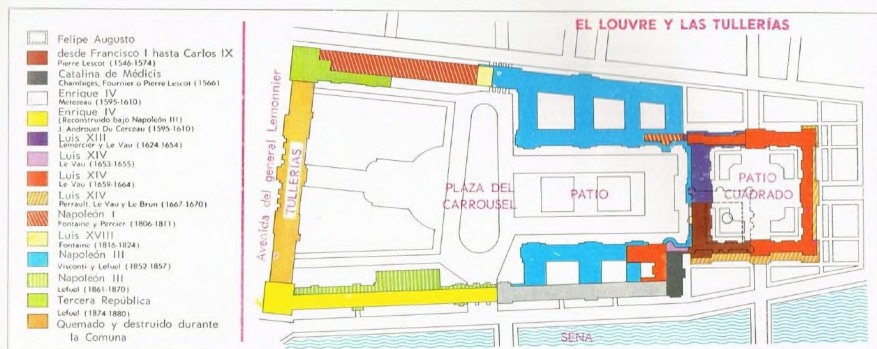 EL LOUVRE Y LAS TULLERÍAS
Felipe Augusto
desde Francisco I hasta Carlos IX
Pierre Lescot (1546-1574)
Catalina de Médicis
Chambiges, Fournier o Pierre Lescot (1566)
Enrique IV
Metezeau (1595-1610)
Enrique IV
(Reconstruido bajo Napoleón III)
J. Androuet Du Cerceau (1595-1610)
Luis XIII
Lemercier y Le Vau (1624-1654)
Luis XIV
Le Vau (1653-1655)
Luis XIV
Le Vau (1659-1664)
Luis XIV
Perrault, Le Vau y Le Brun (1667-1670)
Napoleón I
Fontaine y Percier (1806-1811)
Luis XVIII
Fontaine (1816-1824)
Napoleón III
Visconti y Lefuel (1852-1857)
Napoleón III
Lefuel (1861-1870)
Tercera República
Lefuel (1874-1880)
Quemado y destruido durante
la Comuna
Avenida del general Lemonnier
TULLERÍAS
PLAZA DEL
CARROUSEL
PATIO
PATIO
CUADRADO
SENA